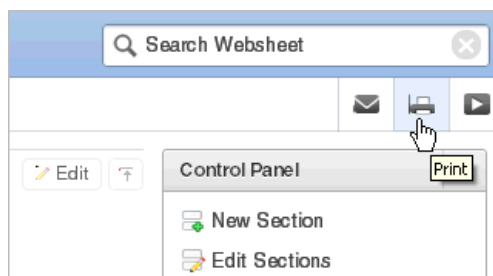 Search Websheet
Edit
Control Panel
Print
New Section
Edit Sections